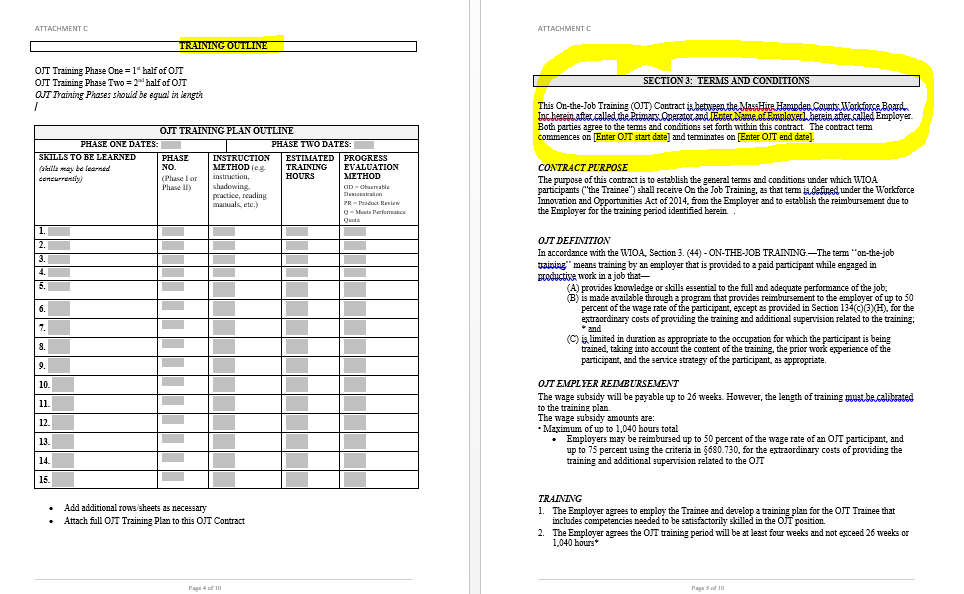 ATTACHMENT C
TRAINING OUTLINE
OJT Training Phase One = 1st half of OJT
OJT Training Phase Two = 2nd half of OJT
OJT Training Phases should be equal in length
OJT TRAINING PLAN OUTLINE
PHASE ONE DATES: PHASE TWO DATES:
SKILLS TO BE LEARNED
(skills may be learned
concurrently)
PHASE
NO.
(Phase I or
Phase II)
INSTRUCTION
METHOD (e.g.
instruction,
shadowing,
practice, reading
manuals, etc.)
ESTIMATED
TRAINING
HOURS
PROGRESS
EVALUATION
METHOD
OD = Observable
Demonstration
PR = Product Review
Q = Meets Performance
Quota
1.
2.
3.
4.
5.
6.
7.
8.
9.
10.
11.
12.
13.
14.
15.
• Add additional rows/sheets as necessary
• Attach full OJT Training Plan to this OJT Contract
Page 4 of 10
ATTACHMENT C
SECTION 3: TERMS AND CONDITIONS
This On-the-Job Training (OJT) Contract is between the MassHire Hampden County Workforce Board,
Inc herein after called the Primary Operator and [Enter Name of Employer], herein after called Employer.
Both parties agree to the terms and conditions set forth within this contract. The contract term
commences on [Enter OJT start date] and terminates on [Enter OJT end date].
CONTRACT PURPOSE
The purpose of this contract is to establish the general terms and conditions under which WIOA
participants ("the Trainee") shall receive On the Job Training, as that term is defined under the Workforce
Innovation and Opportunities Act of 2014, from the Employer and to establish the reimbursement due to
the Employer for the training period identified herein. .
OJT DEFINITION
In accordance with the WIOA, Section 3. (44) - ON-THE-JOB TRAINING.—The term ''on-the-job
training'' means training by an employer that is provided to a paid participant while engaged in
productive work in a job that—
(A) provides knowledge or skills essential to the full and adequate performance of the job;
(B) is made available through a program that provides reimbursement to the employer of up to 50
percent of the wage rate of the participant, except as provided in Section 134(c)(3)(H), for the
extraordinary costs of providing the training and additional supervision related to the training;
* and
(C) is limited in duration as appropriate to the occupation for which the participant is being
trained, taking into account the content of the training, the prior work experience of the
participant, and the service strategy of the participant, as appropriate.
OJT EMPLYER REIMBURSEMENT
The wage subsidy will be payable up to 26 weeks. However, the length of training must be calibrated
to the training plan.
The wage subsidy amounts are:
• Maximum of up to 1,040 hours total
• Employers may be reimbursed up to 50 percent of the wage rate of an OJT participant, and
up to 75 percent using the criteria in §680.730, for the extraordinary costs of providing the
training and additional supervision related to the OJT
TRAINING
1. The Employer agrees to employ the Trainee and develop a training plan for the OJT Trainee that
includes competencies needed to be satisfactorily skilled in the OJT position.
2. The Employer agrees the OJT training period will be at least four weeks and not exceed 26 weeks or
1,040 hours*
Page 5 of 10